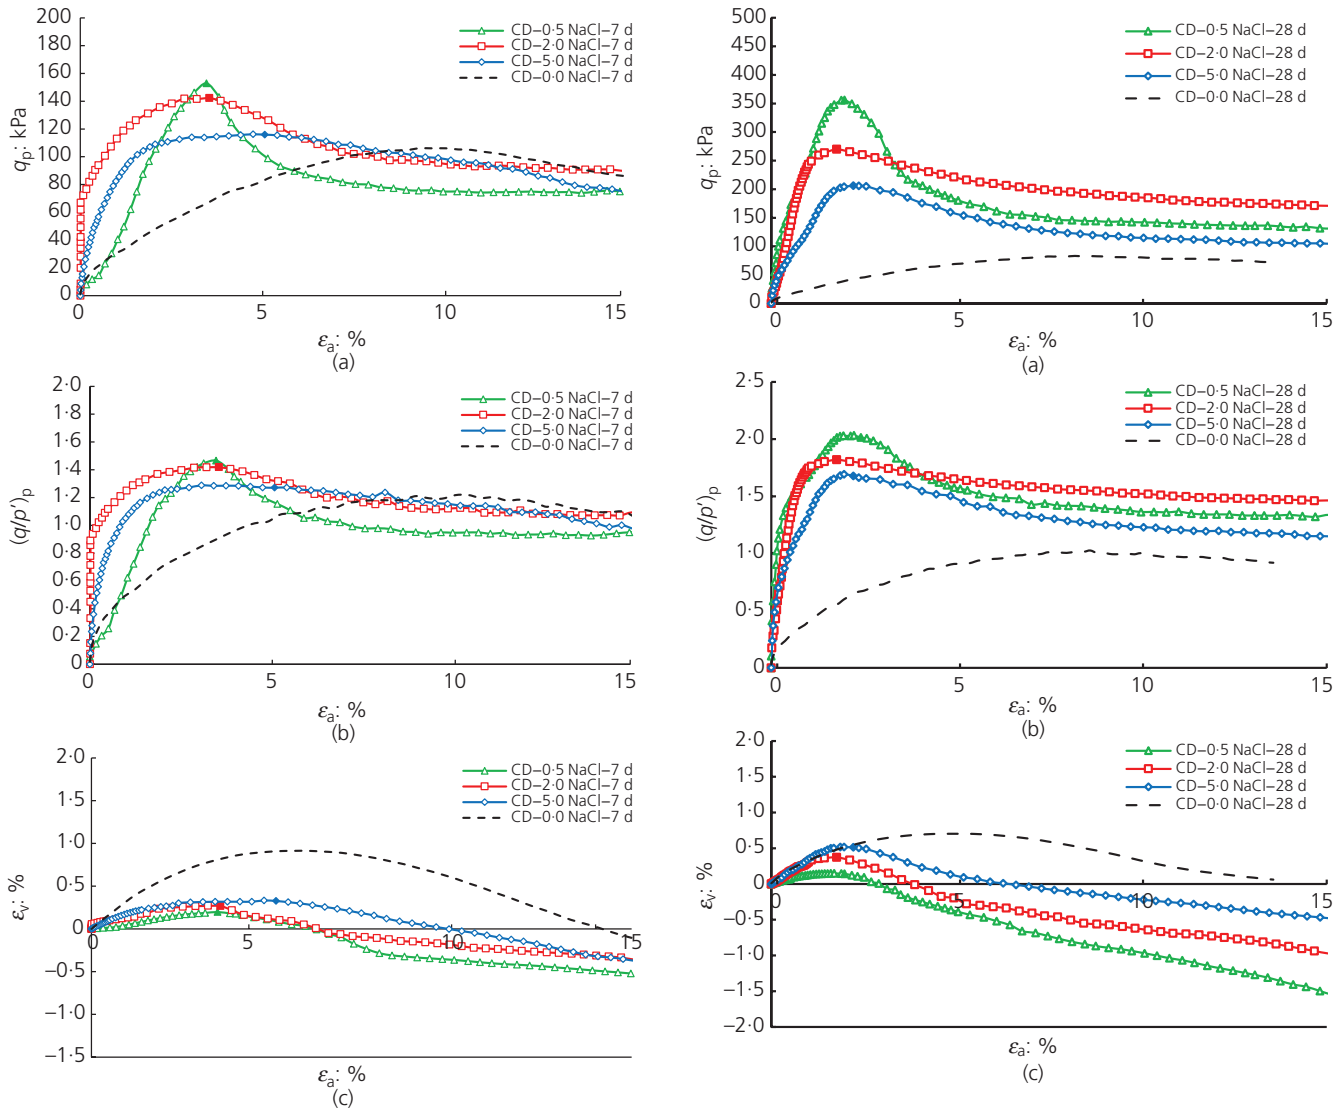 200
180
160
140
120
100
80
60
40
20
0
qp: kPa
CD–0·5 NaCl–7 d
CD–2·0 NaCl–7 d
CD–5·0 NaCl–7 d
CD–0·0 NaCl–7 d
0 5 10 15
εa: %
(a)
500
450
400
350
300
250
200
150
100
50
0
qp: kPa
CD–0·5 NaCl–28 d
CD–2·0 NaCl–28 d
CD–5·0 NaCl–28 d
CD–0·0 NaCl–28 d
0 5 10 15
εa: %
(a)
2·0
1·8
1·6
1·4
1·2
1·0
0·8
0·6
0·4
0·2
0
(q/p′)p
CD–0·5 NaCl–7 d
CD–2·0 NaCl–7 d
CD–5·0 NaCl–7 d
CD–0·0 NaCl–7 d
0 5 10 15
εa: %
(b)
2·5
2·0
1·5
1·0
0·5
0
(q/p′)p
CD–0·5 NaCl–28 d
CD–2·0 NaCl–28 d
CD–5·0 NaCl–28 d
CD–0·0 NaCl–28 d
0 5 10 15
εa: %
(b)
2·0
1·5
1·0
0·5
0
–0·5
–1·0
–1·5
εv: %
CD–0·5 NaCl–7 d
CD–2·0 NaCl–7 d
CD–5·0 NaCl–7 d
CD–0·0 NaCl–7 d
0 5 10 15
εa: %
(c)
2·0
1·5
1·0
0·5
0
–0·5
–1·0
–1·5
–2·0
εv: %
CD–0·5 NaCl–28 d
CD–2·0 NaCl–28 d
CD–5·0 NaCl–28 d
CD–0·0 NaCl–28 d
0 5 10 15
εa: %
(c)